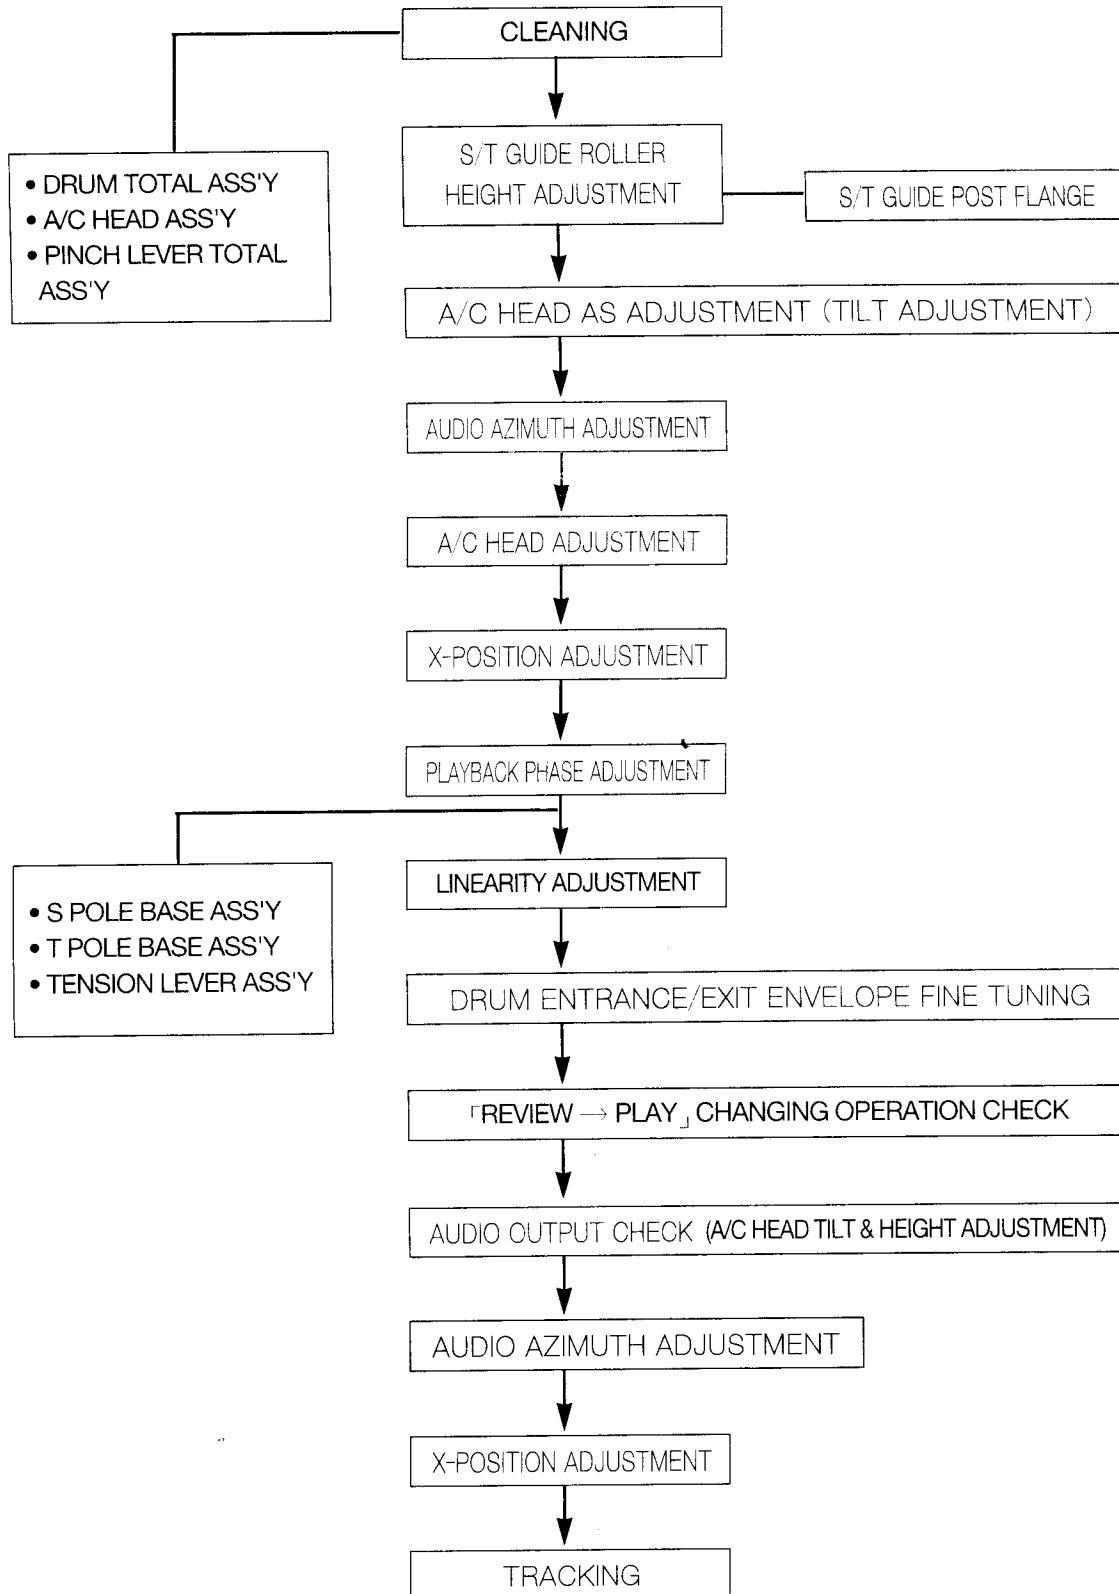 CLEANING
• DRUM TOTAL ASS'Y
• A/C HEAD ASS'Y
• PINCH LEVER TOTAL
ASS'Y
S/T GUIDE ROLLER
HEIGHT ADJUSTMENT
S/T GUIDE POST FLANGE
A/C HEAD AS ADJUSTMENT (TILT ADJUSTMENT)
AUDIO AZIMUTH ADJUSTMENT
A/C HEAD ADJUSTMENT
X-POSITION ADJUSTMENT
PLAYBACK PHASE ADJUSTMENT
• S POLE BASE ASS'Y
• T POLE BASE ASS'Y
• TENSION LEVER ASS'Y
LINEARITY ADJUSTMENT
DRUM ENTRANCE/EXIT ENVELOPE FINE TUNING
「REVIEW → PLAY」 CHANGING OPERATION CHECK
AUDIO OUTPUT CHECK (A/C HEAD TILT & HEIGHT ADJUSTMENT)
AUDIO AZIMUTH ADJUSTMENT
X-POSITION ADJUSTMENT
TRACKING